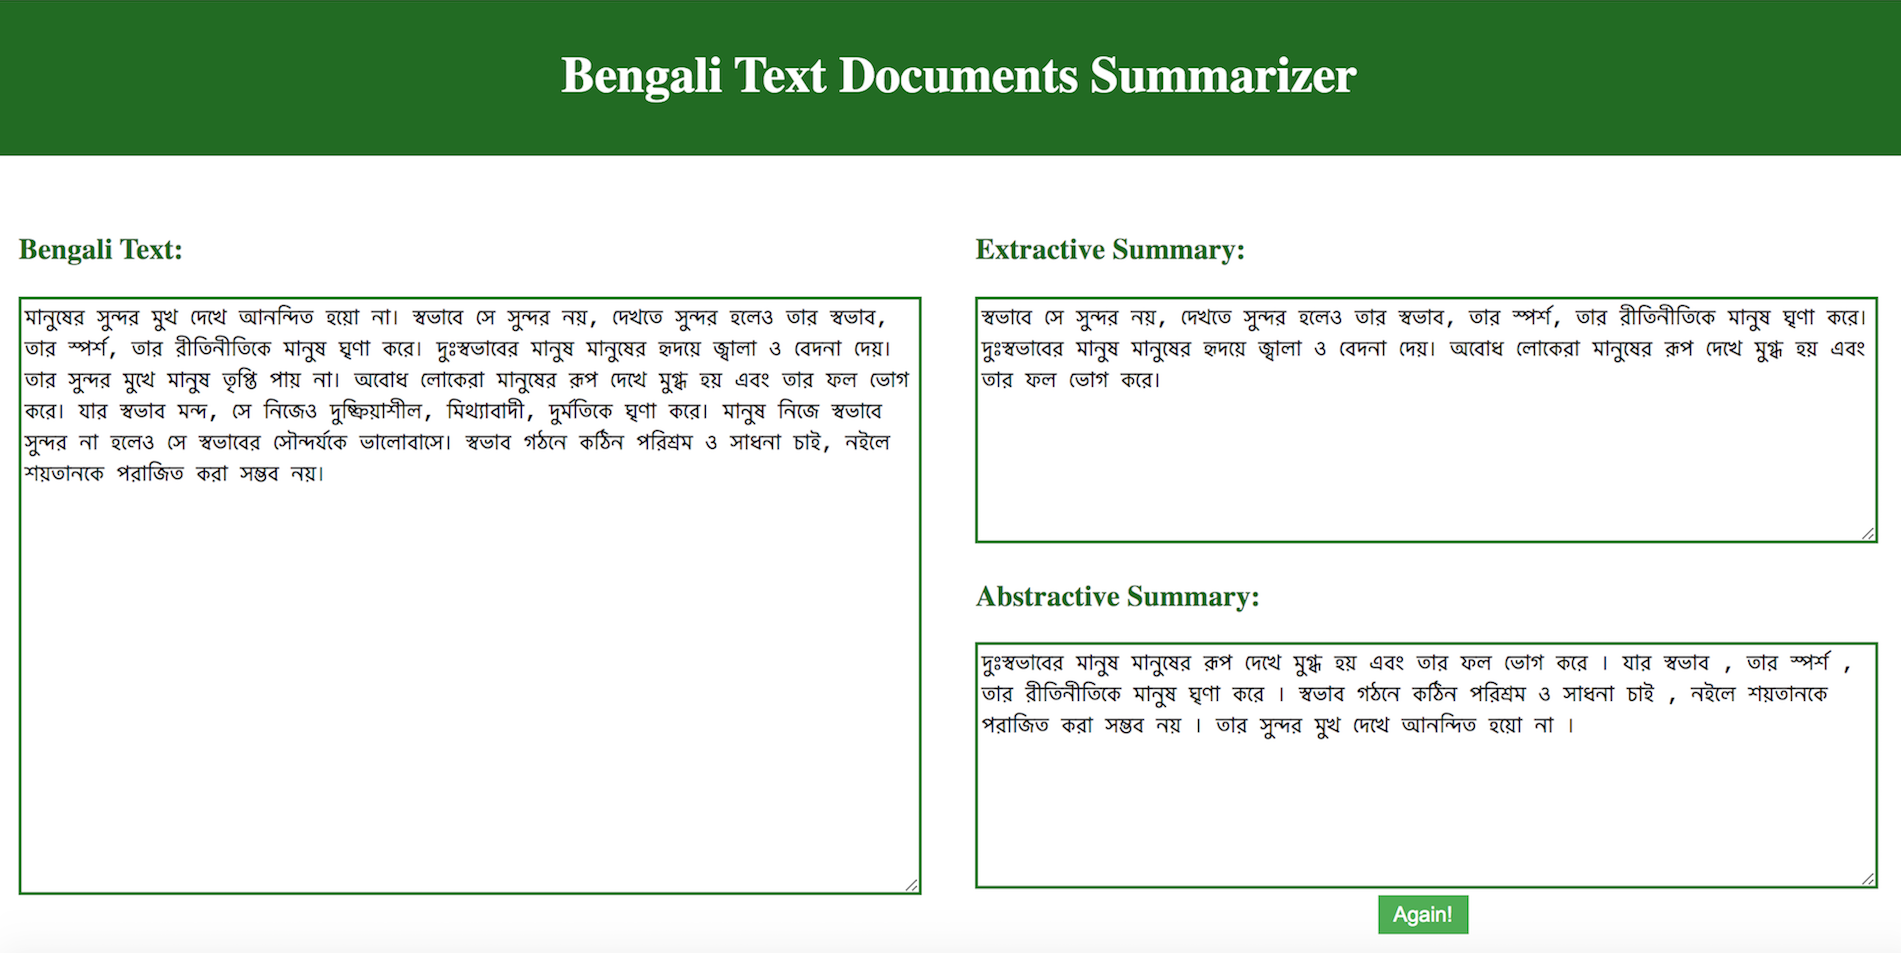 Bengali Text Documents Summarizer
Bengali Text:
মানুষের সুন্দর মুখ দেখে আনন্দিত হয়ো না। স্বভাবে সে সুন্দর নয়, দেখতে সুন্দর হলেও তার স্বভাব,
তার স্পর্শ, তার রীতিনীতিকে মানুষ ঘৃণা করে। দুঃস্বভাবের মানুষ মানুষের হৃদয়ে জ্বালা ও বেদনা দেয়।
তার সুন্দর মুখে মানুষ তৃপ্তি পায় না। অবোধ লোকেরা মানুষের রূপ দেখে মুগ্ধ হয় এবং তার ফল ভোগ
করে। যার স্বভাব মন্দ, সে নিজেও দুষ্ক্রিয়াশীল, মিথ্যাবাদী, দুর্মতিকে ঘৃণা করে। মানুষ নিজে স্বভাবে
সুন্দর না হলেও সে স্বভাবের সৌন্দর্যকে ভালোবাসে। স্বভাব গঠনে কঠিন পরিশ্রম ও সাধনা চাই, নইলে
শয়তানকে পরাজিত করা সম্ভব নয়।
Extractive Summary:
স্বভাবে সে সুন্দর নয়, দেখতে সুন্দর হলেও তার স্বভাব, তার স্পর্শ, তার রীতিনীতিকে মানুষ ঘৃণা করে।
দুঃস্বভাবের মানুষ মানুষের হৃদয়ে জ্বালা ও বেদনা দেয়। অবোধ লোকেরা মানুষের রূপ দেখে মুগ্ধ হয় এবং
তার ফল ভোগ করে।
Abstractive Summary:
দুঃস্বভাবের মানুষ মানুষের রূপ দেখে মুগ্ধ হয় এবং তার ফল ভোগ করে । যার স্বভাব , তার স্পর্শ ,
তার রীতিনীতিকে মানুষ ঘৃণা করে । স্বভাব গঠনে কঠিন পরিশ্রম ও সাধনা চাই , নইলে শয়তানকে
পরাজিত করা সম্ভব নয় । তার সুন্দর মুখ দেখে আনন্দিত হয়ো না ।
Again!